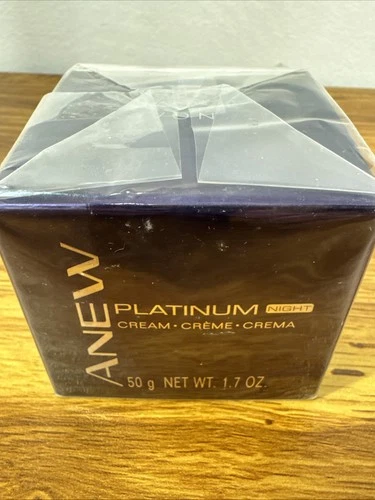 ANEW
PLATINUM NIGHT
CREAM • CRÈME • CREMA
50 g NET WT. 1.7 OZ.